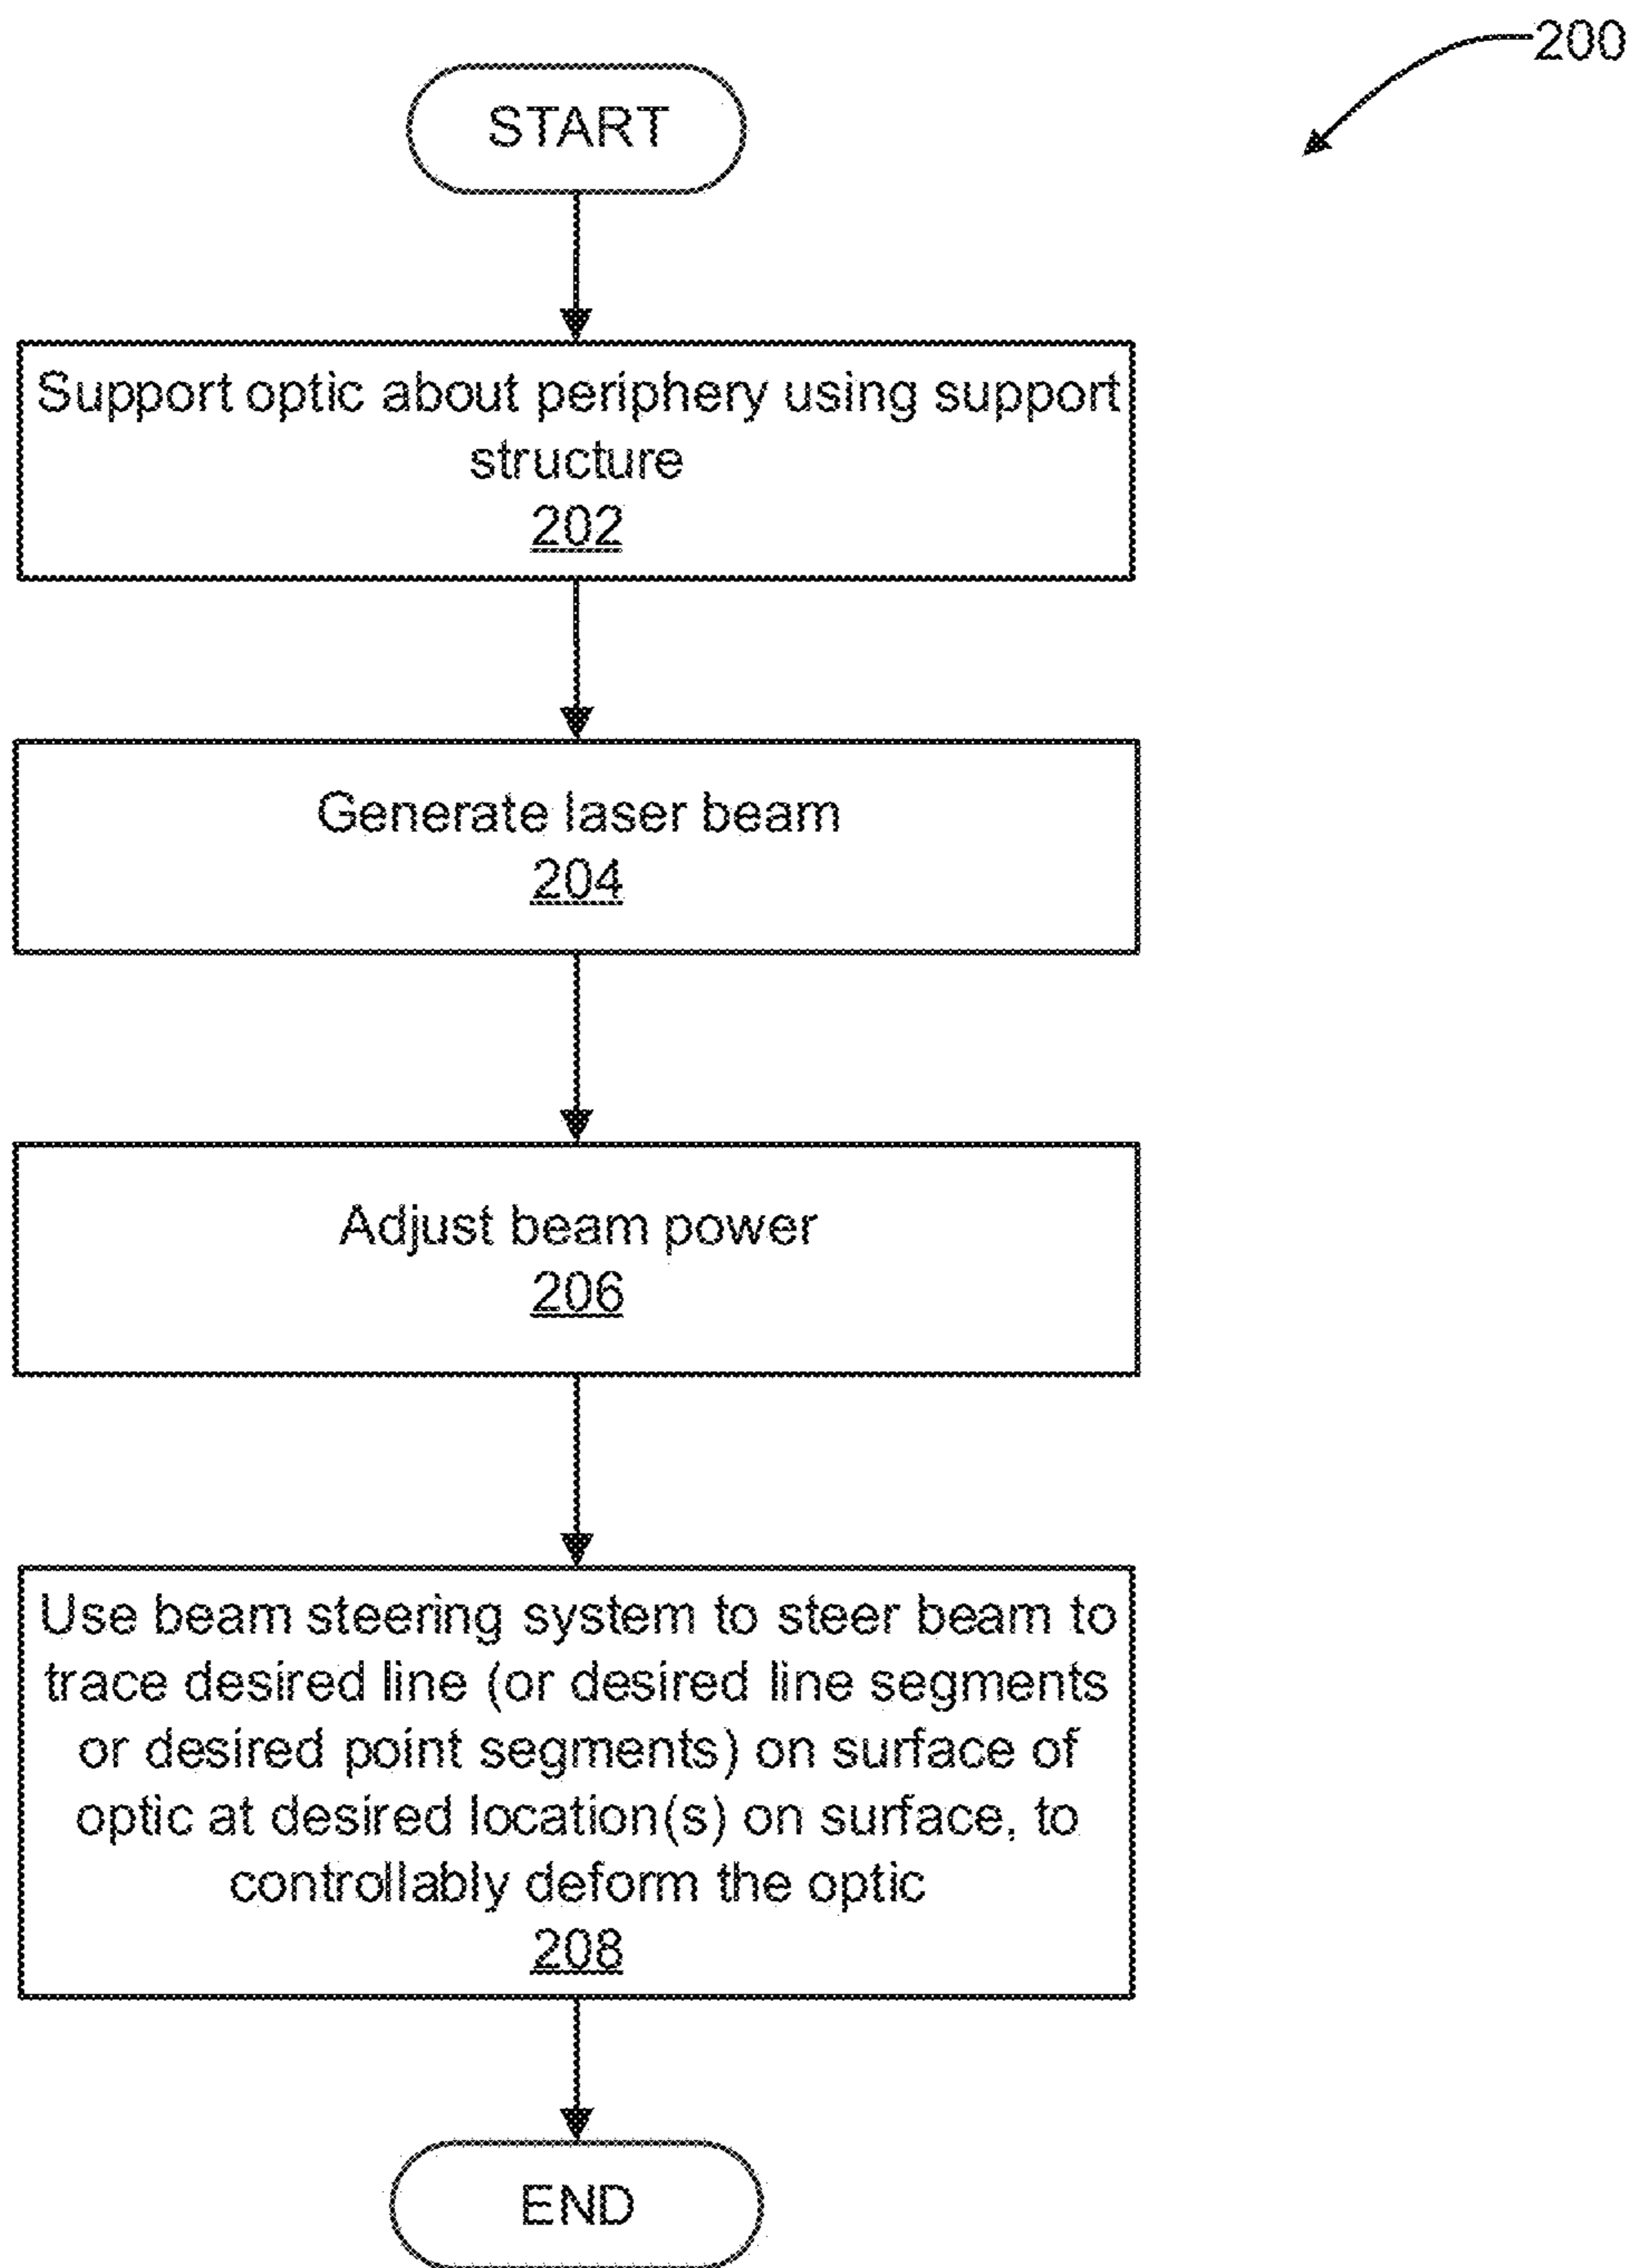 200
START
Support optic about periphery using support
structure
202
Generate laser beam
204
Adjust beam power
206
Use beam steering system to steer beam to
trace desired line (or desired line segments
or desired point segments) on surface of
optic at desired location(s) on surface, to
controllably deform the optic
208
END